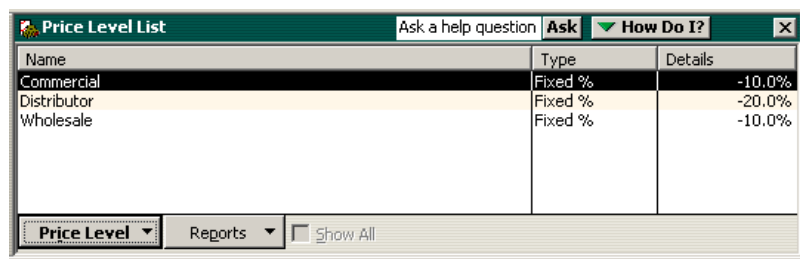 Price Level List Ask a help question Ask How Do I?
Name Type Details
Commercial Fixed % -10.0%
Distributor Fixed % -20.0%
Wholesale Fixed % -10.0%
Price Level Reports Show All